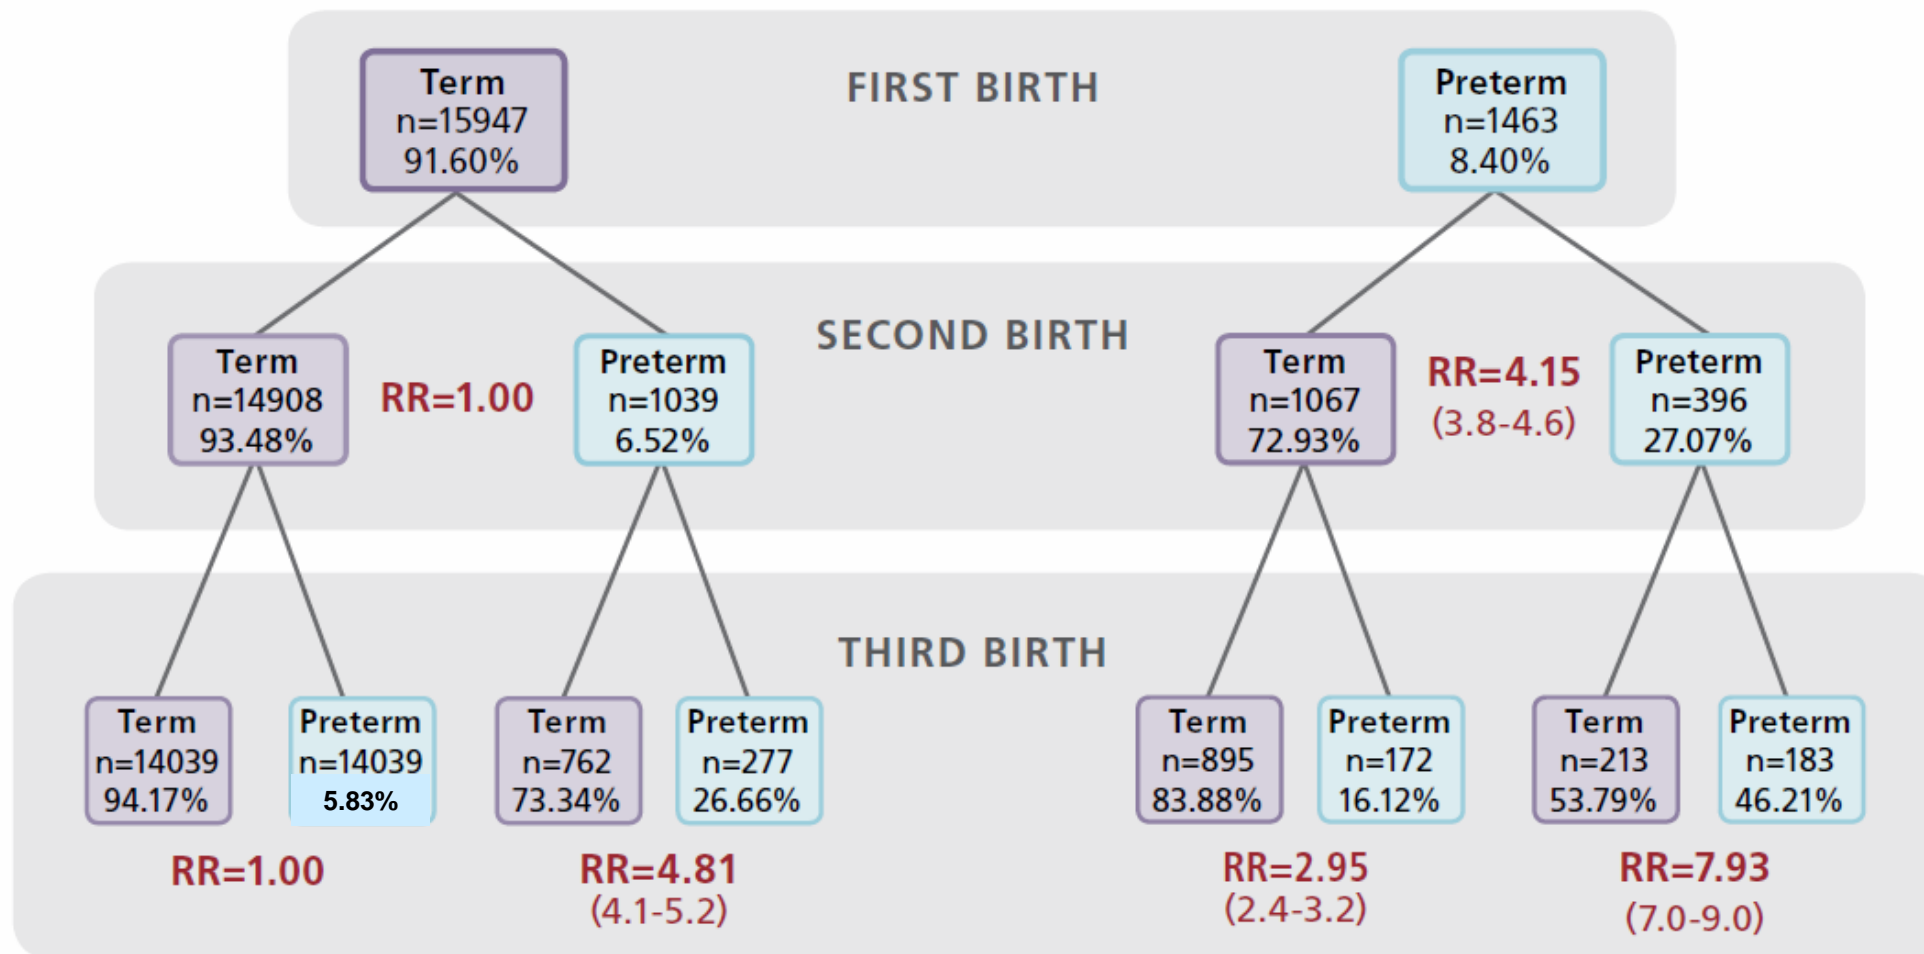 FIRST BIRTH
Term
n=15947
91.60%
Preterm
n=1463
8.40%
SECOND BIRTH
Term
n=14908
93.48%
RR=1.00
Preterm
n=1039
6.52%
Term
n=1067
72.93%
RR=4.15
(3.8-4.6)
Preterm
n=396
27.07%
THIRD BIRTH
Term
n=14039
94.17%
Preterm
n=14039
5.83%
RR=1.00
Term
n=762
73.34%
Preterm
n=277
26.66%
RR=4.81
(4.1-5.2)
Term
n=895
83.88%
Preterm
n=172
16.12%
RR=2.95
(2.4-3.2)
Term
n=213
53.79%
Preterm
n=183
46.21%
RR=7.93
(7.0-9.0)